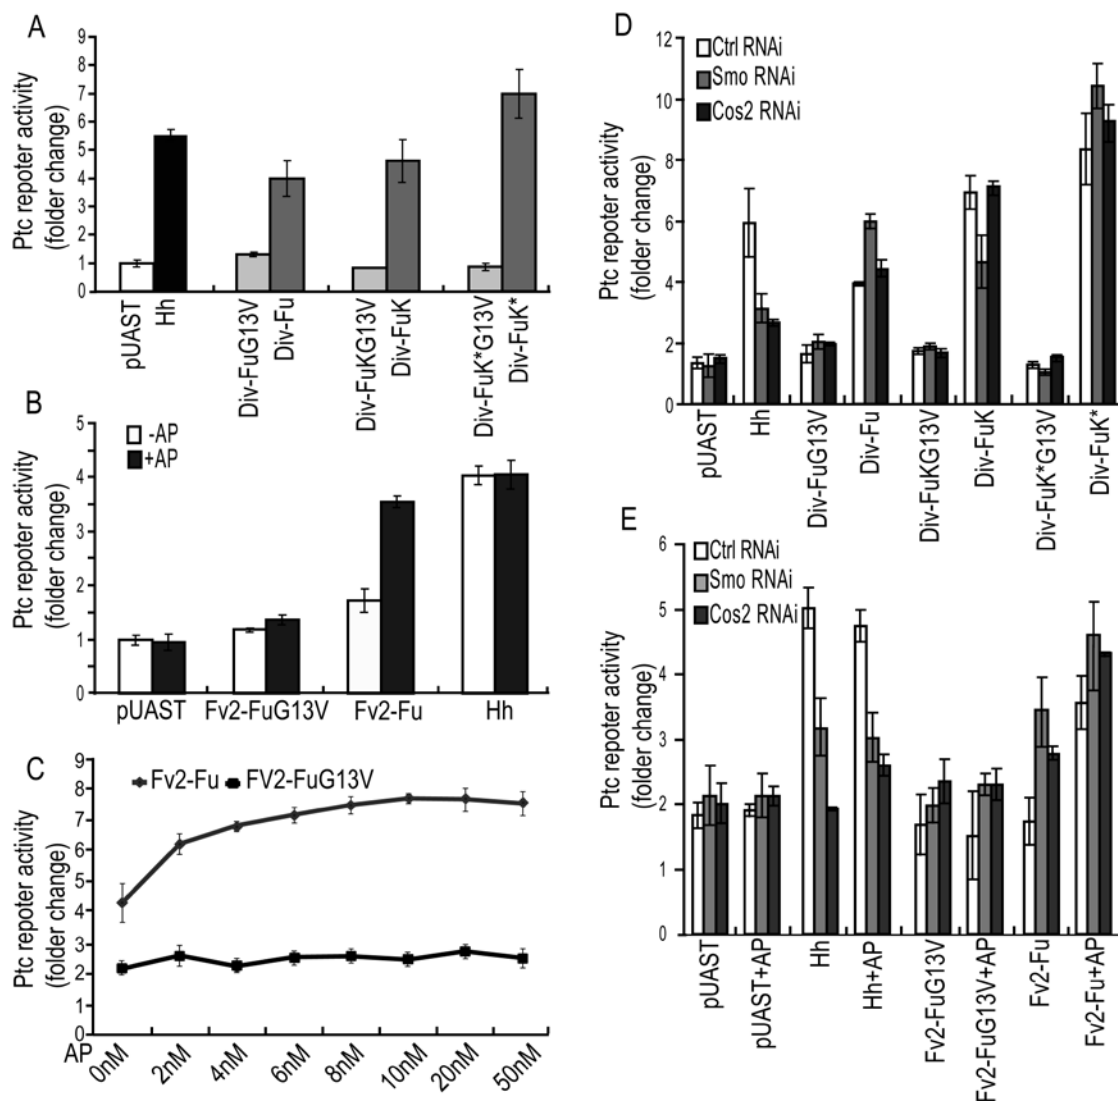 A
Ptc repoter activity
(folder change)
9
8
7
6
5
4
3
2
1
0
pUAST
Hh
Div-FuG13V
Div-Fu
Div-FuKG13V
Div-FuK
Div-FuK*G13V
Div-FuK*
B
-AP
+AP
Ptc repoter activity
(folder change)
5
4
3
2
1
0
pUAST Fv2-FuG13V Fv2-Fu Hh
C
Fv2-Fu FV2-FuG13V
Ptc repoter activity
(folder change)
9
8
7
6
5
4
3
2
1
0
AP 0nM 2nM 4nM 6nM 8nM 10nM 20nM 50nM
D
Ctrl RNAi
Smo RNAi
Cos2 RNAi
Ptc repoter activity
(folder change)
12
10
8
6
4
2
0
pUAST
Hh
Div-FuG13V
Div-Fu
Div-FuKG13V
Div-FuK
Div-FuK*G13V
Div-FuK*
E
Ctrl RNAi
Smo RNAi
Cos2 RNAi
Ptc repoter activity
(folder change)
6
5
4
3
2
1
0
pUAST
pUAST+AP
Hh
Hh+AP
Fv2-FuG13V
Fv2-FuG13V+AP
Fv2-Fu
Fv2-Fu+AP